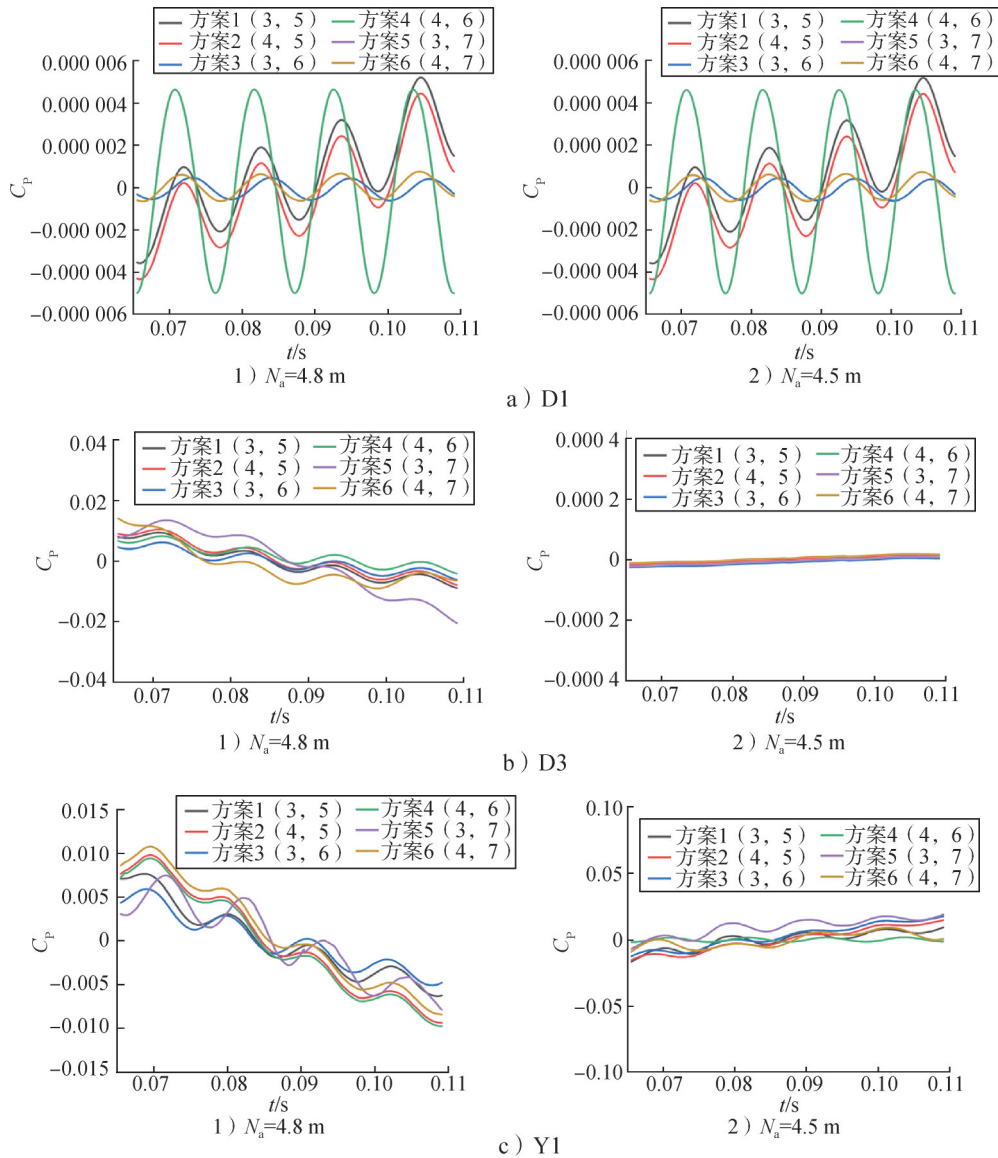 方案1（3，5） 方案4（4，6）
方案2（4，5） 方案5（3，7）
方案3（3，6） 方案6（4，7）
0.000 006
0.000 004
0.000 002
0
−0.000 002
−0.000 004
−0.000 006
C_P
0.07 0.08 0.09 0.10 0.11
t/s
1）N_a=4.8 m
方案1（3，5） 方案4（4，6）
方案2（4，5） 方案5（3，7）
方案3（3，6） 方案6（4，7）
0.000 006
0.000 004
0.000 002
0
−0.000 002
−0.000 004
−0.000 006
C_P
0.07 0.08 0.09 0.10 0.11
t/s
2）N_a=4.5 m
a）D1
方案1（3，5） 方案4（4，6）
方案2（4，5） 方案5（3，7）
方案3（3，6） 方案6（4，7）
0.04
0.02
0
−0.02
−0.04
C_P
0.07 0.08 0.09 0.10 0.11
t/s
1）N_a=4.8 m
方案1（3，5） 方案4（4，6）
方案2（4，5） 方案5（3，7）
方案3（3，6） 方案6（4，7）
0.000 4
0.000 2
0
−0.000 2
−0.000 4
C_P
0.07 0.08 0.09 0.10 0.11
t/s
2）N_a=4.5 m
b）D3
方案1（3，5） 方案4（4，6）
方案2（4，5） 方案5（3，7）
方案3（3，6） 方案6（4，7）
0.015
0.010
0.005
0
−0.005
−0.010
−0.015
C_P
0.07 0.08 0.09 0.10 0.11
t/s
1）N_a=4.8 m
方案1（3，5） 方案4（4，6）
方案2（4，5） 方案5（3，7）
方案3（3，6） 方案6（4，7）
0.10
0.05
0
−0.05
−0.10
C_P
0.07 0.08 0.09 0.10 0.11
t/s
2）N_a=4.5 m
c）Y1